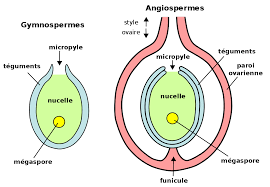 Gymnospermes
micropyle
téguments
nucelle
mégaspore
Angiospermes
style
ovaire
téguments
micropyle
paroi
ovarienne
nucelle
mégaspore
funicule